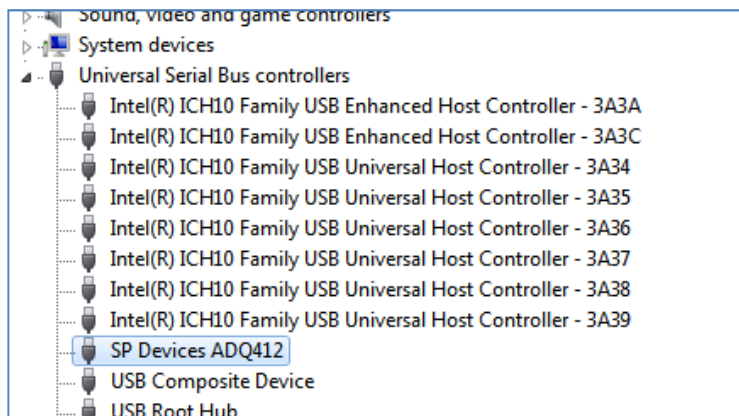 Sound, video and game controllers
System devices
Universal Serial Bus controllers
Intel(R) ICH10 Family USB Enhanced Host Controller - 3A3A
Intel(R) ICH10 Family USB Enhanced Host Controller - 3A3C
Intel(R) ICH10 Family USB Universal Host Controller - 3A34
Intel(R) ICH10 Family USB Universal Host Controller - 3A35
Intel(R) ICH10 Family USB Universal Host Controller - 3A36
Intel(R) ICH10 Family USB Universal Host Controller - 3A37
Intel(R) ICH10 Family USB Universal Host Controller - 3A38
Intel(R) ICH10 Family USB Universal Host Controller - 3A39
SP Devices ADQ412
USB Composite Device
USB Root Hub